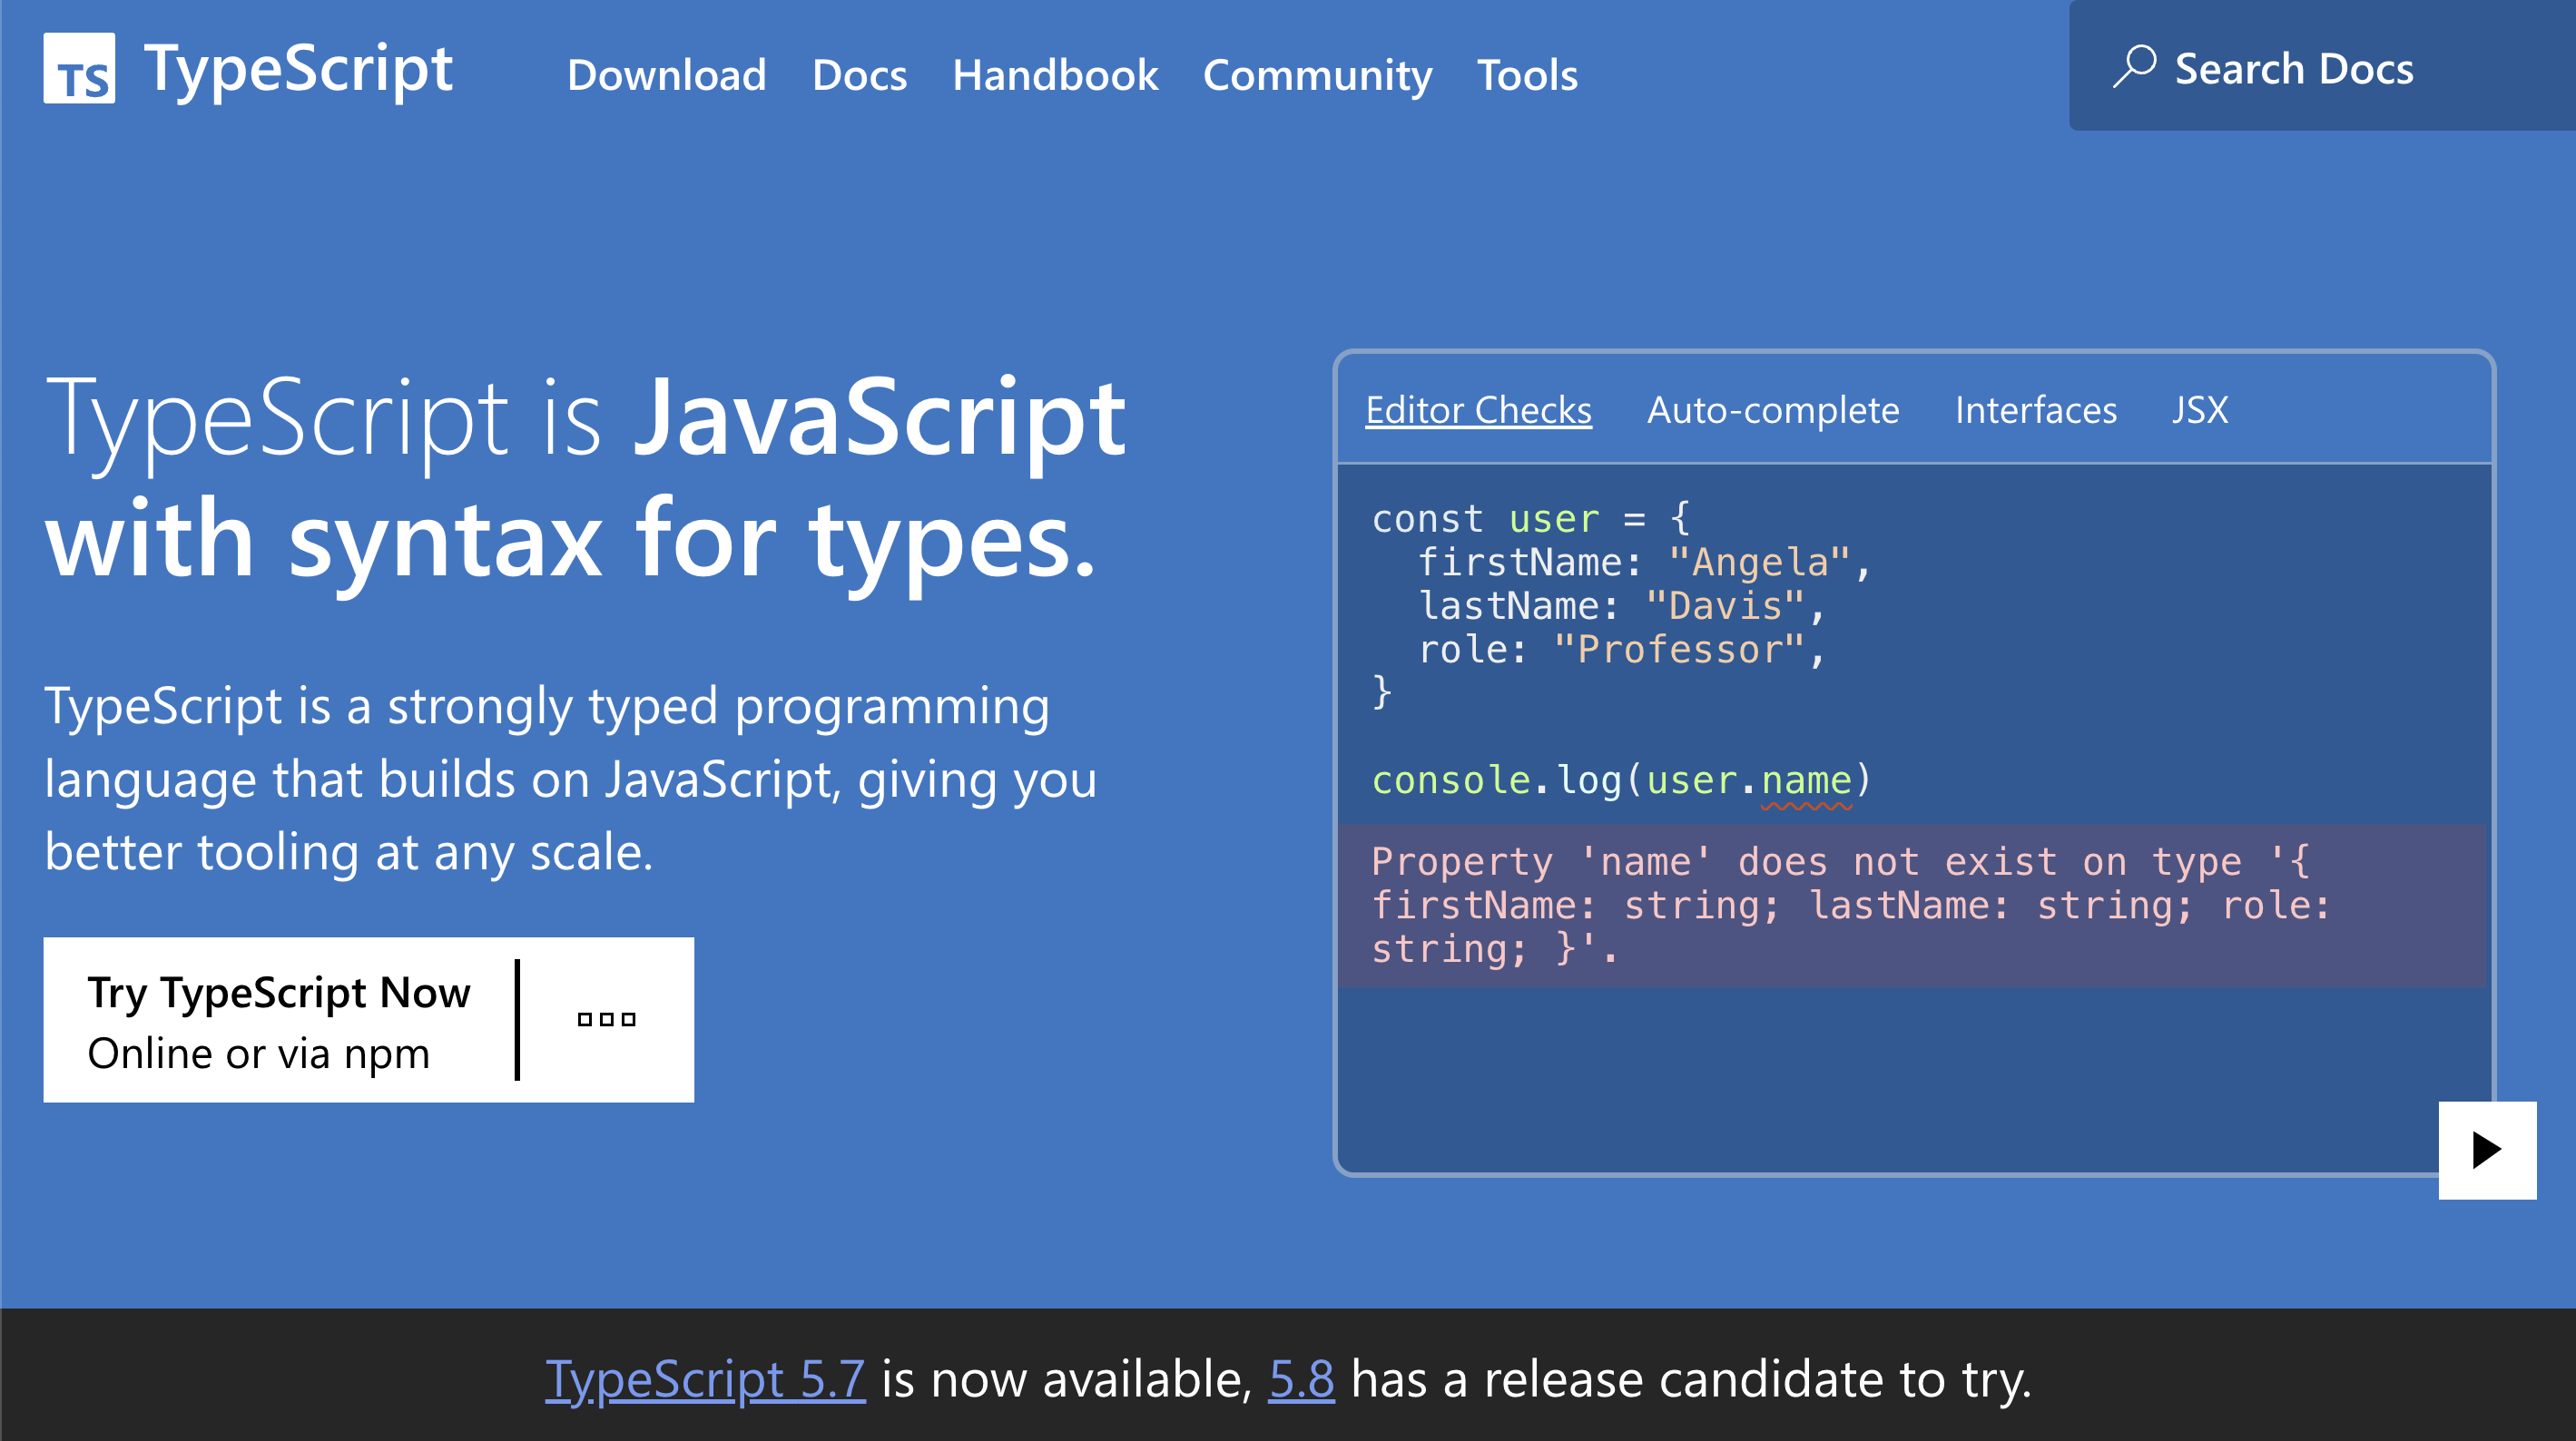 TS TypeScript
Download Docs Handbook Community Tools
Search Docs
TypeScript is JavaScript
with syntax for types.
TypeScript is a strongly typed programming
language that builds on JavaScript, giving you
better tooling at any scale.
Try TypeScript Now
Online or via npm
Editor Checks Auto-complete Interfaces JSX
const user = {
  firstName: "Angela",
  lastName: "Davis",
  role: "Professor",
}
console.log(user.name)
Property 'name' does not exist on type '{
firstName: string; lastName: string; role:
string; }'.
TypeScript 5.7 is now available, 5.8 has a release candidate to try.